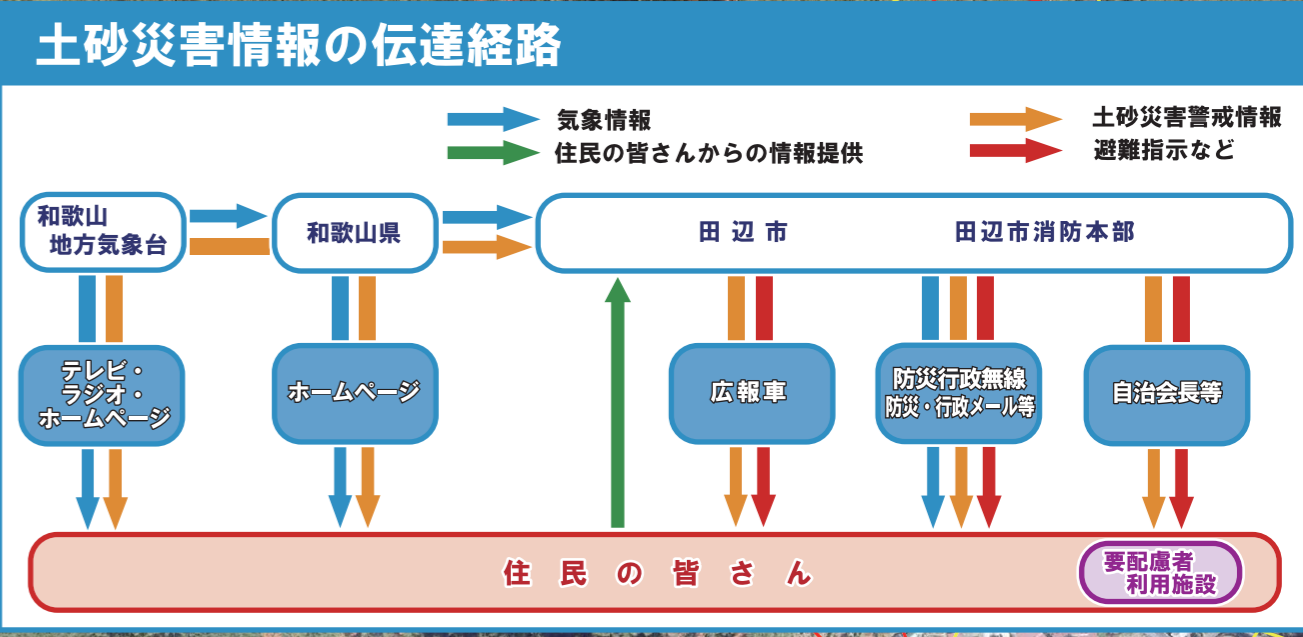 土砂災害情報の伝達経路
気象情報
土砂災害警戒情報
住民の皆さんからの情報提供
避難指示など
和歌山
地方気象台
和歌山県
田辺市
田辺市消防本部
テレビ・
ラジオ・
ホームページ
ホームページ
広報車
防災行政無線
防災・行政メール等
自治会長等
住民の皆さん
要配慮者
利用施設